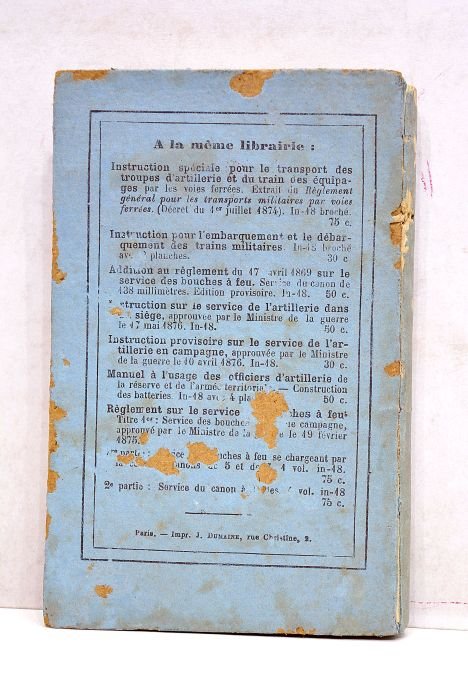 A la même librairie :
Instruction spéciale pour le transport des
troupes d'artillerie et du train des équipa-
ges par les voies ferrées. Extrait du Règlement
général pour les transports militaires par voies
ferrées. (Décret du 1er juillet 1874). In-18 broché.
75 c.
Instruction pour l'embarquement et le débar-
quement des trains militaires In-18 broché
planches. 30 c
Addition au règlement du 17 avril 1869 sur le
service des bouches à feu. Service du canon de
138 millimètres. Edition provisoire. In-18. 50 c.
sur le service de l'artillerie dans
siège, approuvée par le Ministre de la guerre
le 17 mai 1876. In-18. 50 c.
Instruction provisoire sur le service de l'ar-
tillerie en campagne, approuvée par le Ministre
de la guerre le 10 avril 1876. In-18. 30 c.
Manuel à l'usage des officiers d'artillerie de
la réserve et de l'armée territoriale. — Construction
des batteries. In-18 avec 4 50 c.
Règlement sur le service à feu
Titre 1er : Service des bouches campagne,
approuvé par le Ministre de la le 19 février
1875.
à feu se chargeant par
5 et de vol. in-18.
75 c.
2e partie : Service du canon à vol. in-18
75 c.
Paris. — Impr. J. DUMAINE, rue Christine, 2.